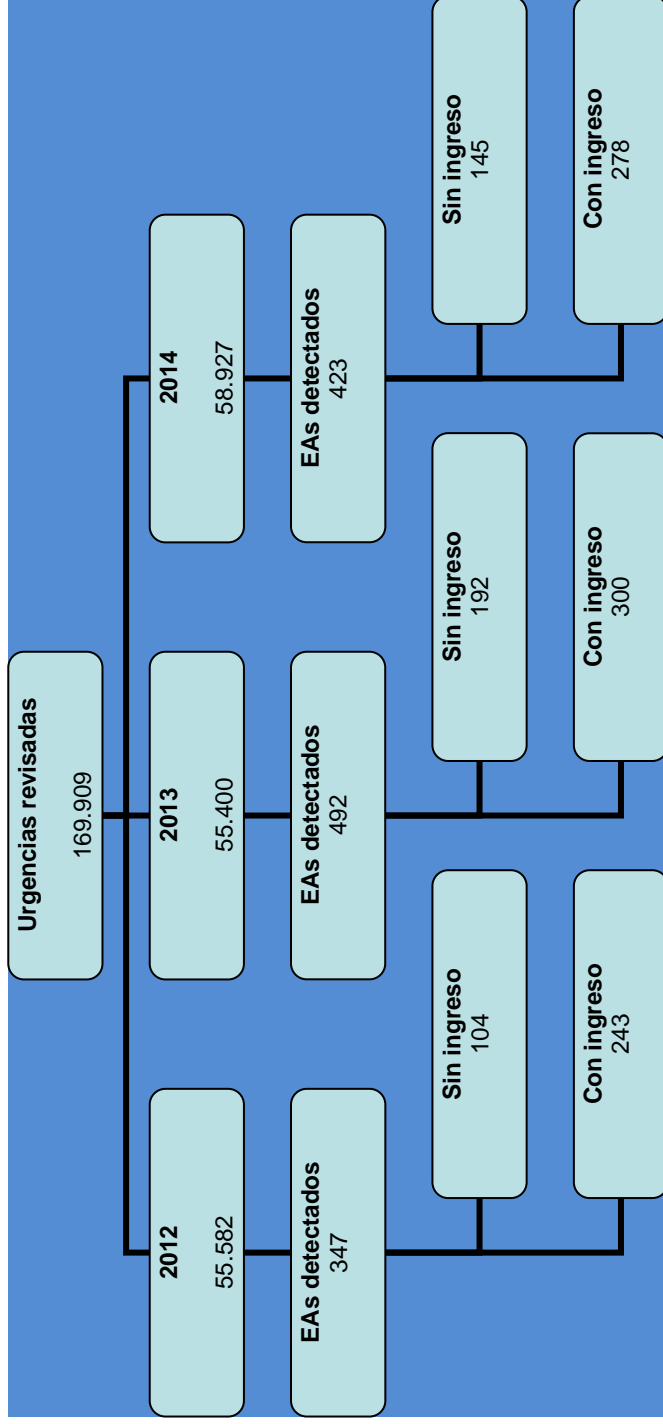 Urgencias revisadas
169.909
2012
55.582
2013
55.400
2014
58.927
EAs detectados
347
EAs detectados
492
EAs detectados
423
Sin ingreso
104
Sin ingreso
192
Sin ingreso
145
Con ingreso
243
Con ingreso
300
Con ingreso
278